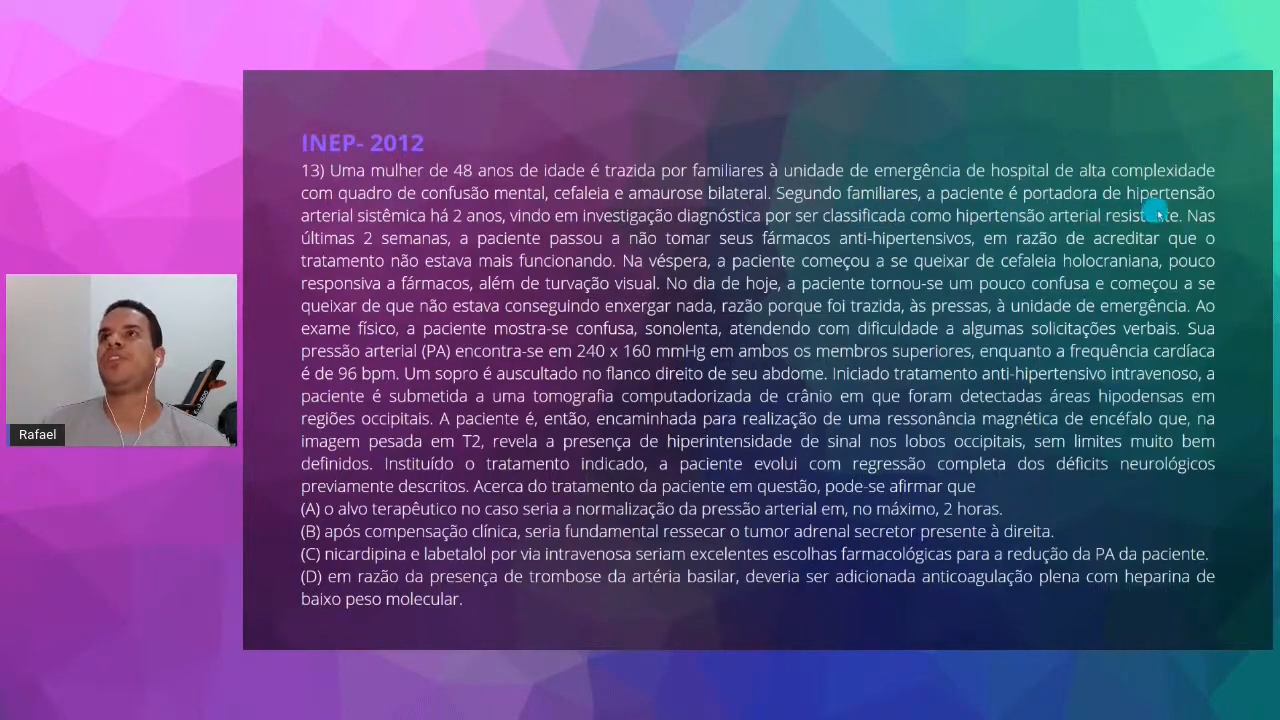 INEP- 2012
13) Uma mulher de 48 anos de idade é trazida por familiares à unidade de emergência de hospital de alta complexidade
com quadro de confusão mental, cefaleia e amaurose bilateral. Segundo familiares, a paciente é portadora de hipertensão
arterial sistêmica há 2 anos, vindo em investigação diagnóstica por ser classificada como hipertensão arterial resistente. Nas
últimas 2 semanas, a paciente passou a não tomar seus fármacos anti-hipertensivos, em razão de acreditar que o
tratamento não estava mais funcionando. Na véspera, a paciente começou a se queixar de cefaleia holocraniana, pouco
responsiva a fármacos, além de turvação visual. No dia de hoje, a paciente tornou-se um pouco confusa e começou a se
queixar de que não estava conseguindo enxergar nada, razão porque foi trazida, às pressas, à unidade de emergência. Ao
exame físico, a paciente mostra-se confusa, sonolenta, atendendo com dificuldade a algumas solicitações verbais. Sua
pressão arterial (PA) encontra-se em 240 x 160 mmHg em ambos os membros superiores, enquanto a frequência cardíaca
é de 96 bpm. Um sopro é auscultado no flanco direito de seu abdome. Iniciado tratamento anti-hipertensivo intravenoso, a
paciente é submetida a uma tomografia computadorizada de crânio em que foram detectadas áreas hipodensas em
regiões occipitais. A paciente é, então, encaminhada para realização de uma ressonância magnética de encéfalo que, na
imagem pesada em T2, revela a presença de hiperintensidade de sinal nos lobos occipitais, sem limites muito bem
definidos. Instituído o tratamento indicado, a paciente evolui com regressão completa dos déficits neurológicos
previamente descritos. Acerca do tratamento da paciente em questão, pode-se afirmar que
(A) o alvo terapêutico no caso seria a normalização da pressão arterial em, no máximo, 2 horas.
(B) após compensação clínica, seria fundamental ressecar o tumor adrenal secretor presente à direita.
(C) nicardipina e labetalol por via intravenosa seriam excelentes escolhas farmacológicas para a redução da PA da paciente.
(D) em razão da presença de trombose da artéria basilar, deveria ser adicionada anticoagulação plena com heparina de
baixo peso molecular.
Rafael